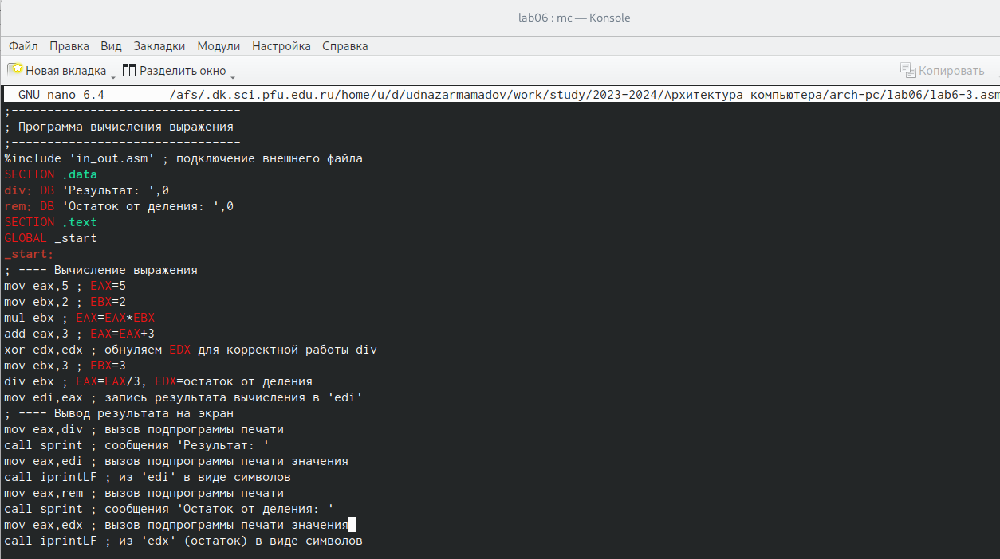 lab06 : mc — Konsole
Файл Правка Вид Закладки Модули Настройка Справка
Новая вкладка Разделить окно Копировать
GNU nano 6.4 /afs/.dk.sci.pfu.edu.ru/home/u/d/udnazarmamadov/work/study/2023-2024/Архитектура компьютера/arch-pc/lab06/lab6-3.asm
;--------------------------------
; Программа вычисления выражения
;--------------------------------
%include 'in_out.asm' ; подключение внешнего файла
SECTION .data
div: DB 'Результат: ',0
rem: DB 'Остаток от деления: ',0
SECTION .text
GLOBAL _start
_start:
; ---- Вычисление выражения
mov eax,5 ; EAX=5
mov ebx,2 ; EBX=2
mul ebx ; EAX=EAX*EBX
add eax,3 ; EAX=EAX+3
xor edx,edx ; обнуляем EDX для корректной работы div
mov ebx,3 ; EBX=3
div ebx ; EAX=EAX/3, EDX=остаток от деления
mov edi,eax ; запись результата вычисления в 'edi'
; ---- Вывод результата на экран
mov eax,div ; вызов подпрограммы печати
call sprint ; сообщения 'Результат: '
mov eax,edi ; вызов подпрограммы печати значения
call iprintLF ; из 'edi' в виде символов
mov eax,rem ; вызов подпрограммы печати
call sprint ; сообщения 'Остаток от деления: '
mov eax,edx ; вызов подпрограммы печати значения
call iprintLF ; из 'edx' (остаток) в виде символов